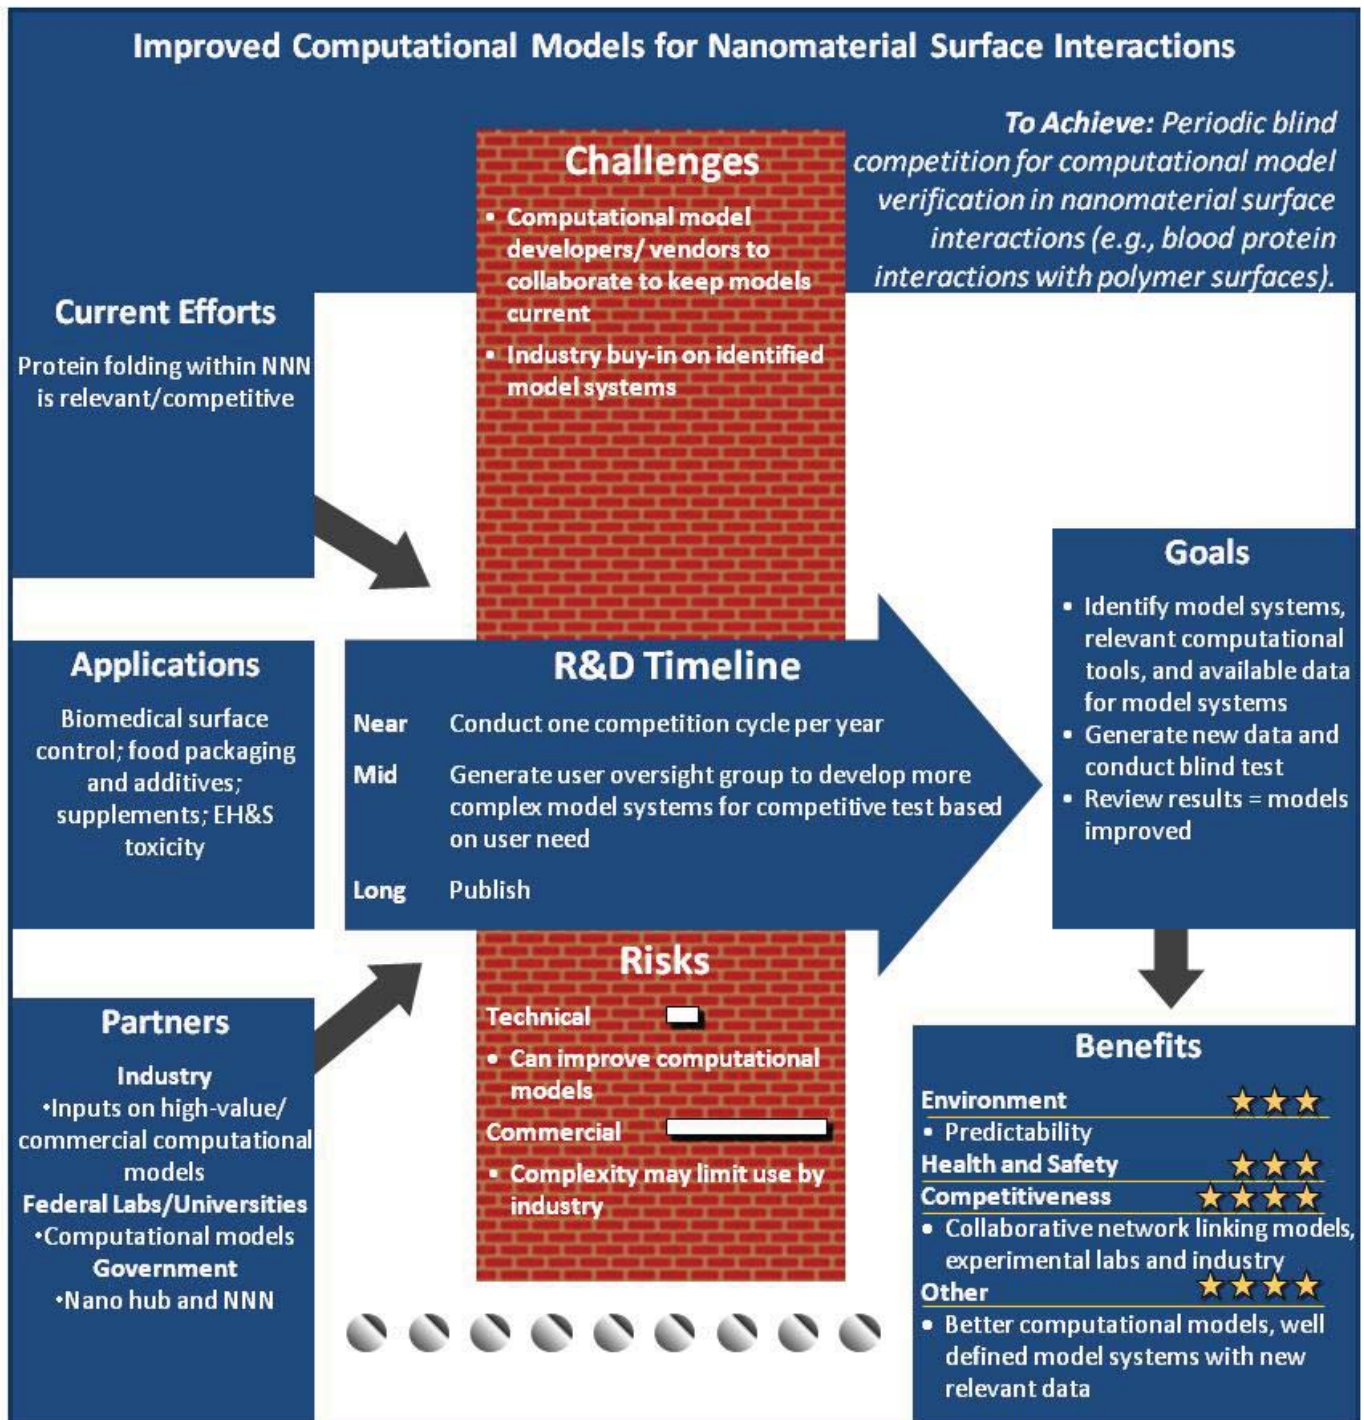 Improved Computational Models for Nanomaterial Surface Interactions
To Achieve: Periodic blind
competition for computational model
verification in nanomaterial surface
interactions (e.g., blood protein
interactions with polymer surfaces).
Challenges
• Computational model
developers/ vendors to
collaborate to keep models
current
• Industry buy-in on identified
model systems
Current Efforts
Protein folding within NNN
is relevant/competitive
Applications
Biomedical surface
control; food packaging
and additives;
supplements; EH&S
toxicity
Partners
Industry
•Inputs on high-value/
commercial computational
models
Federal Labs/Universities
•Computational models
Government
•Nano hub and NNN
R&D Timeline
Near Conduct one competition cycle per year
Mid Generate user oversight group to develop more
complex model systems for competitive test based
on user need
Long Publish
Risks
Technical
• Can improve computational
models
Commercial
• Complexity may limit use by
industry
Goals
• Identify model systems,
relevant computational
tools, and available data
for model systems
• Generate new data and
conduct blind test
• Review results = models
improved
Benefits
Environment
• Predictability
Health and Safety
Competitiveness
• Collaborative network linking models,
experimental labs and industry
Other
• Better computational models, well
defined model systems with new
relevant data